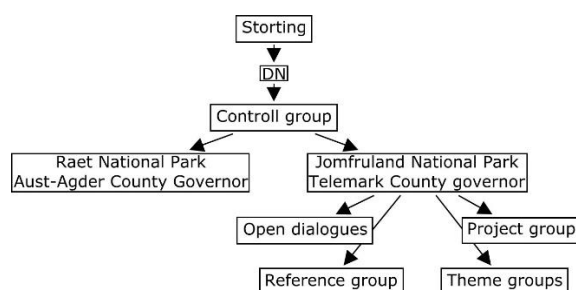 Storting
DN
Controll group
Raet National Park
Aust-Agder County Governor
Jomfruland National Park
Telemark County governor
Open dialogues
Project group
Reference group
Theme groups